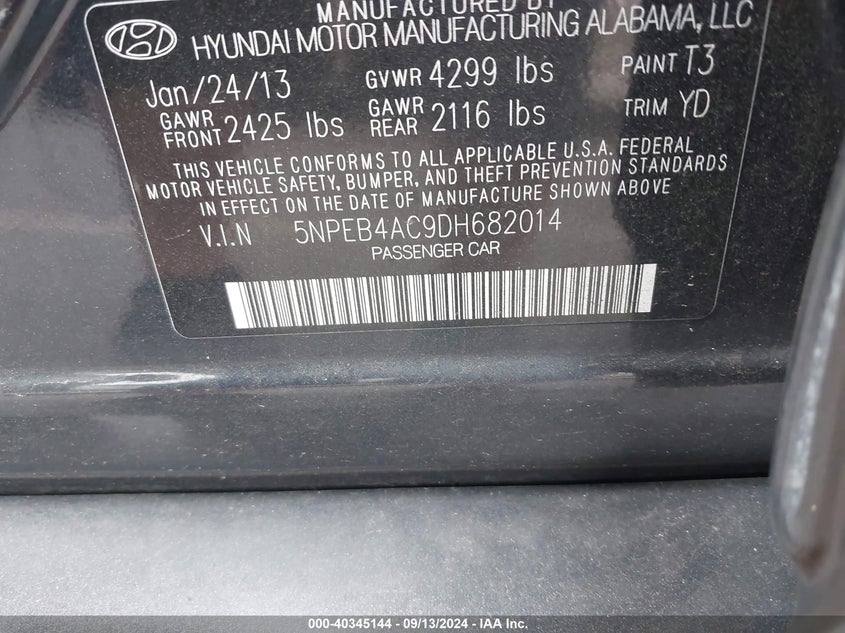 MANUFACTURED BY
HYUNDAI MOTOR MANUFACTURING ALABAMA, LLC
Jan/24/13 GVWR 4299 lbs PAINT T3
GAWR FRONT 2425 lbs GAWR REAR 2116 lbs TRIM YD
THIS VEHICLE CONFORMS TO ALL APPLICABLE U.S.A. FEDERAL
MOTOR VEHICLE SAFETY, BUMPER, AND THEFT PREVENTION STANDARDS
IN EFFECT ON THE DATE OF MANUFACTURE SHOWN ABOVE
V.I.N 5NPEB4AC9DH682014
PASSENGER CAR
000-40345144 - 09/13/2024 - IAA Inc.